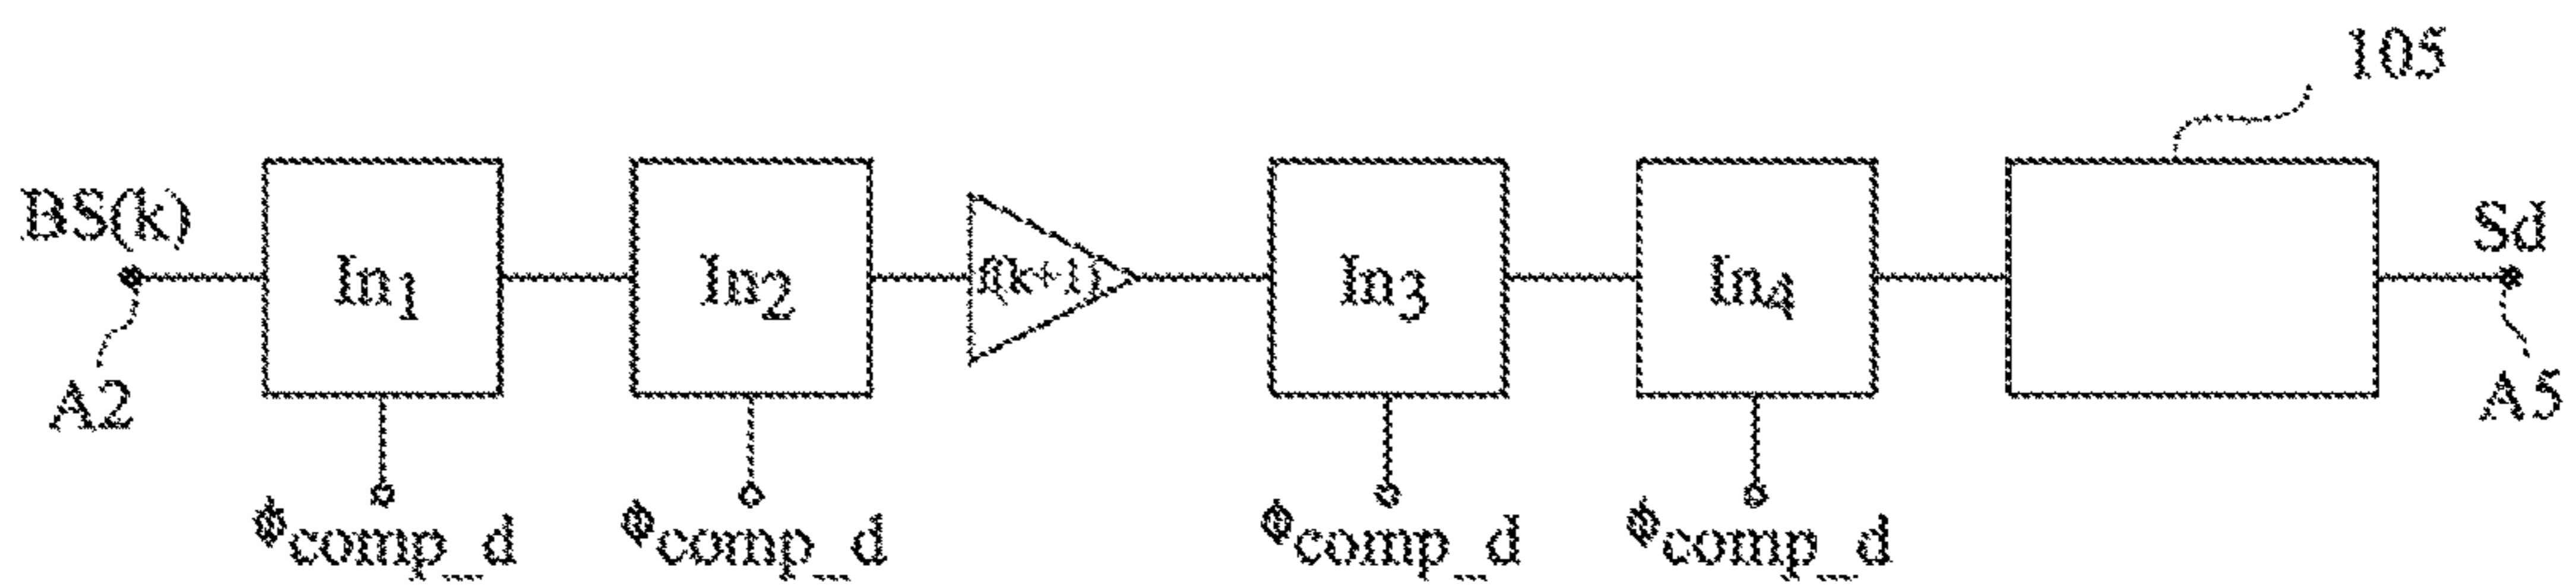 105
BS(k)
Sd
In1
In2
f(k+1)
In3
In4
A2
A5
Φcomp_d
Φcomp_d
Φcomp_d
Φcomp_d